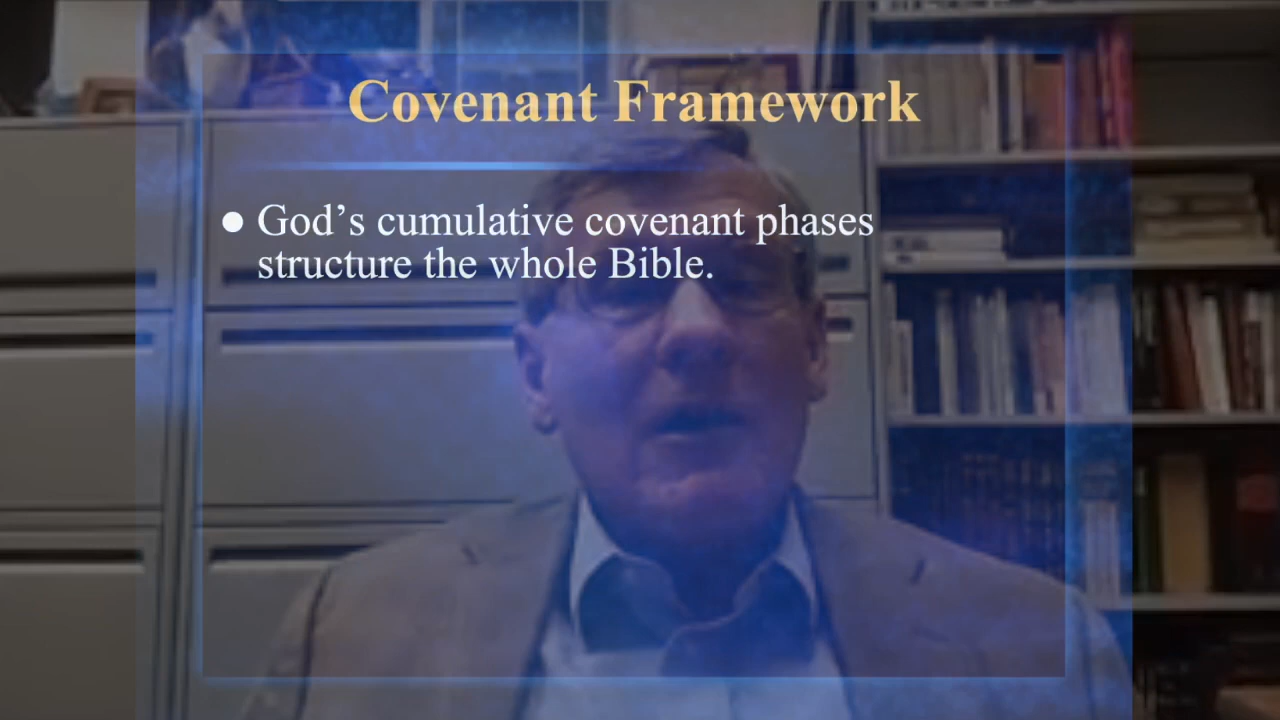 Covenant Framework
● God’s cumulative covenant phases
structure the whole Bible.